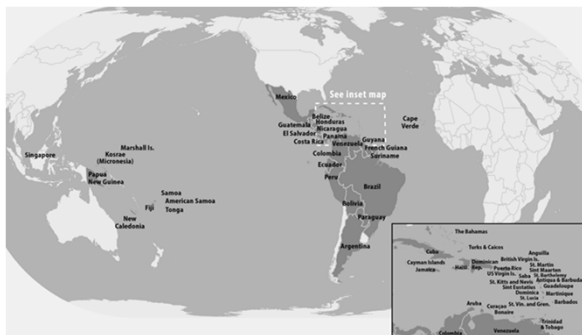 Mexico
See inset map
Belize
Honduras
Guatemala
Nicaragua
El Salvador
Panama
Costa Rica
Venezuela
Guyana
French Guiana
Suriname
Colombia
Ecuador
Peru
Brazil
Bolivia
Paraguay
Argentina
Cape
Verde
Singapore
Marshall Is.
Kosrae
(Micronesia)
Papua
New Guinea
Samoa
American Samoa
Fiji
Tonga
New
Caledonia
The Bahamas
Cuba
Turks & Caicos
Cayman Islands
Jamaica
Haiti
Dominican
Rep.
Puerto Rico
US Virgin Is.
British Virgin Is.
Anguilla
St. Martin
Sint Maarten
St. Barthelemy
Saba
Antigua & Barbuda
St. Kitts and Nevis
Guadeloupe
Sint Eustatius
Dominica
Martinique
St. Lucia
St. Vin. and Gren.
Barbados
Aruba
Curaçao
Bonaire
Trinidad
& Tobago
Colombia
Venezuela